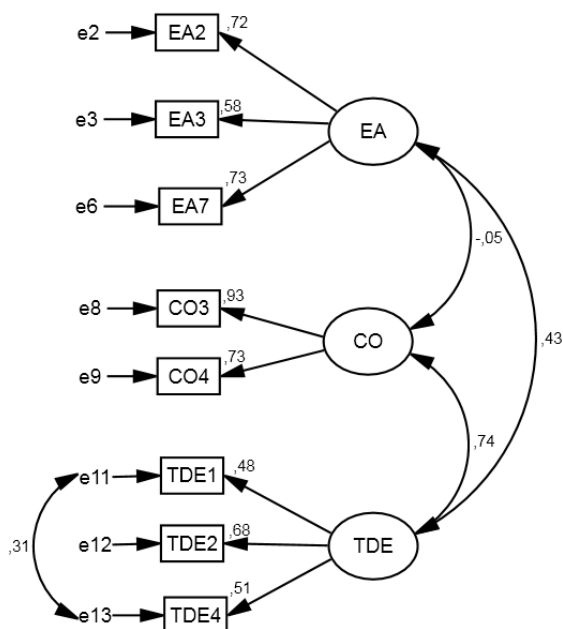 e2 EA2 ,72
e3 EA3 ,58
EA
e6 EA7 ,73
-,05
e8 CO3 ,93
CO
,43
e9 CO4 ,73
,74
e11 TDE1 ,48
,31 e12 TDE2 ,68
TDE
e13 TDE4 ,51